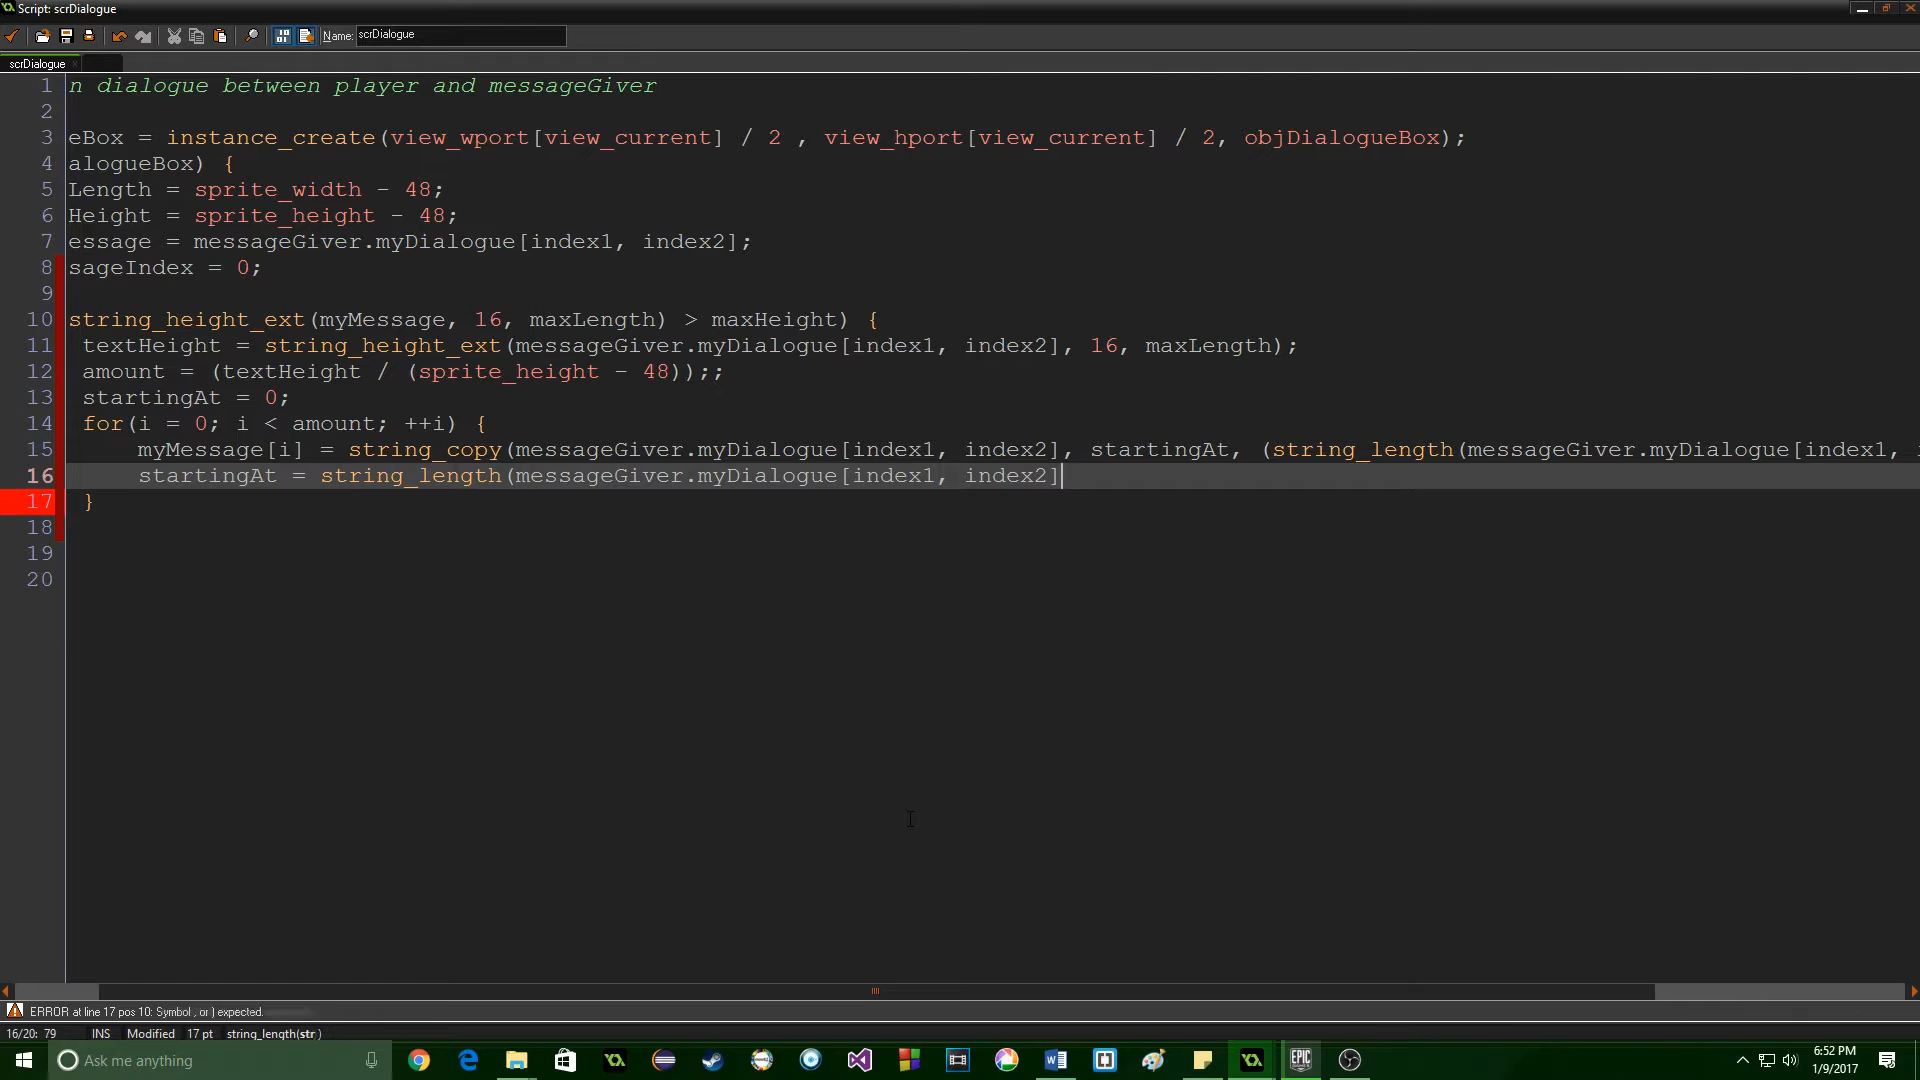 Script: scrDialogue
Name: scrDialogue
scrDialogue
1 n dialogue between player and messageGiver
2
3 eBox = instance_create(view_wport[view_current] / 2 , view_hport[view_current] / 2, objDialogueBox);
4 alogueBox) {
5 Length = sprite_width - 48;
6 Height = sprite_height - 48;
7 essage = messageGiver.myDialogue[index1, index2];
8 sageIndex = 0;
9
10 string_height_ext(myMessage, 16, maxLength) > maxHeight) {
11 textHeight = string_height_ext(messageGiver.myDialogue[index1, index2], 16, maxLength);
12 amount = (textHeight / (sprite_height - 48));;
13 startingAt = 0;
14 for(i = 0; i < amount; ++i) {
15 myMessage[i] = string_copy(messageGiver.myDialogue[index1, index2], startingAt, (string_length(messageGiver.myDialogue[index1,
16 startingAt = string_length(messageGiver.myDialogue[index1, index2]
17 }
18
19
20
ERROR at line 17 pos 10: Symbol , or ) expected.
16/20: 79 INS Modified 17 pt string_length(str )
Ask me anything
EPIC GAMES
6:52 PM
1/9/2017